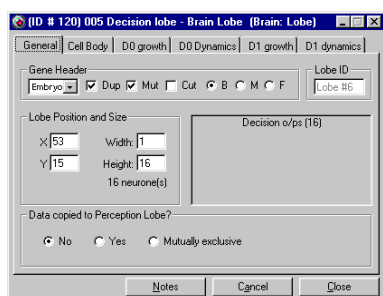 (ID # 120) 005 Decision lobe - Brain Lobe (Brain: Lobe)
General Cell Body D0 growth D0 Dynamics D1 growth D1 dynamics
Gene Header
Embryo Dup Mut Cut B M F
Lobe ID
Lobe #6
Lobe Position and Size
X 53 Width: 1
Y 15 Height: 16
16 neurone(s)
Decision o/ps (16)
Data copied to Perception Lobe?
No Yes Mutually exclusive
Notes Cancel Close